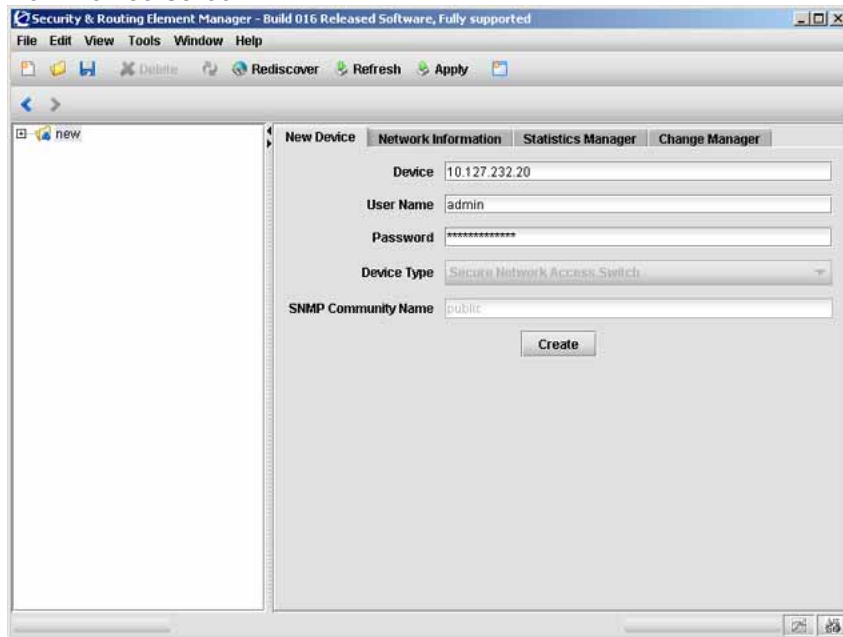 Security & Routing Element Manager - Build 016 Released Software, Fully supported
File Edit View Tools Window Help
Delete Rediscover Refresh Apply
new
New Device Network Information Statistics Manager Change Manager
Device 10.127.232.20
User Name admin
Password *************
Device Type Secure Network Access Switch
SNMP Community Name public
Create